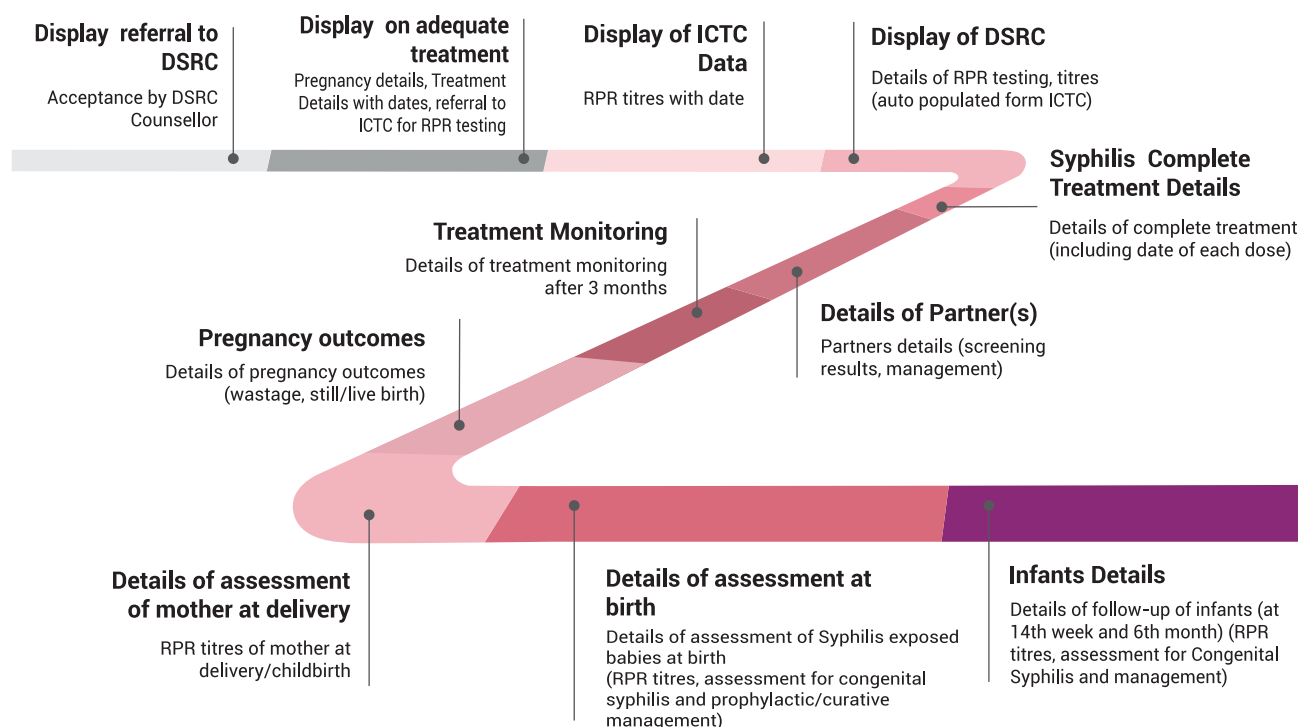 Display referral to
DSRC
Acceptance by DSRC
Counsellor
Display on adequate
treatment
Pregnancy details, Treatment
Details with dates, referral to
ICTC for RPR testing
Display of ICTC
Data
RPR titres with date
Display of DSRC
Details of RPR testing, titres
(auto populated form ICTC)
Syphilis Complete
Treatment Details
Details of complete treatment
(including date of each dose)
Details of Partner(s)
Partners details (screening
results, management)
Treatment Monitoring
Details of treatment monitoring
after 3 months
Pregnancy outcomes
Details of pregnancy outcomes
(wastage, still/live birth)
Details of assessment
of mother at delivery
RPR titres of mother at
delivery/childbirth
Details of assessment at
birth
Details of assessment of Syphilis exposed
babies at birth
(RPR titres, assessment for congenital
syphilis and prophylactic/curative
management)
Infants Details
Details of follow-up of infants (at
14th week and 6th month) (RPR
titres, assessment for Congenital
Syphilis and management)